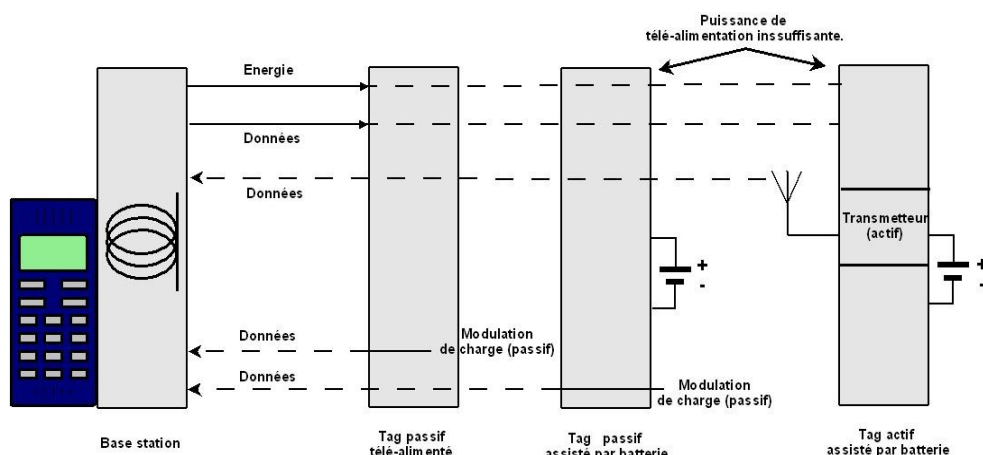 Puissance de
télé-alimentation inssuffisante.
Energie
Données
Données
Transmetteur
(actif)
+
-
+
-
Données
Modulation
de charge (passif)
Données
Modulation
de charge (passif)
Base station
Tag passif
télé-alimenté
Tag passif
assisté par batterie
Tag actif
assisté par batterie